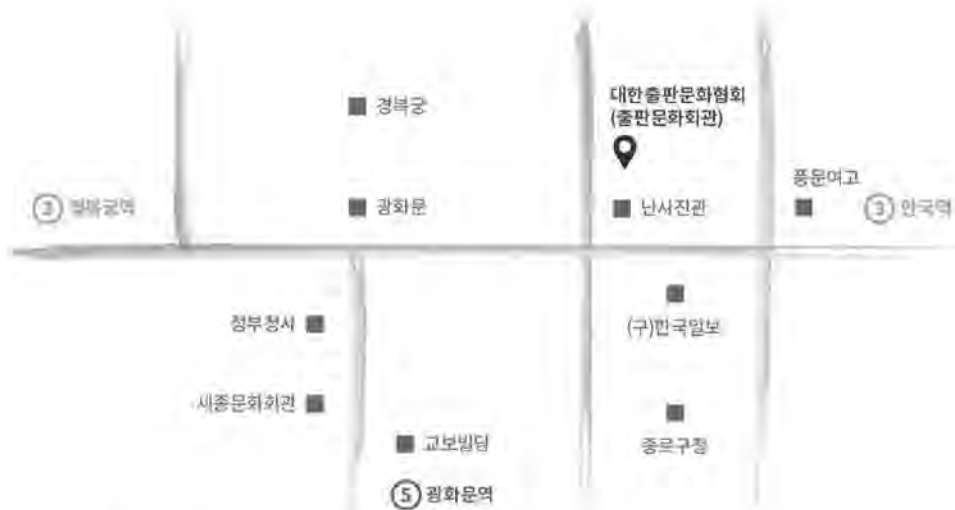 경복궁
대한출판문화협회
(출판문화회관)
③ 경복궁역
광화문
난사진관
풍문여고
③ 안국역
정부청사
(구)한국일보
세종문화회관
교보빌딩
종로구청
⑤ 광화문역